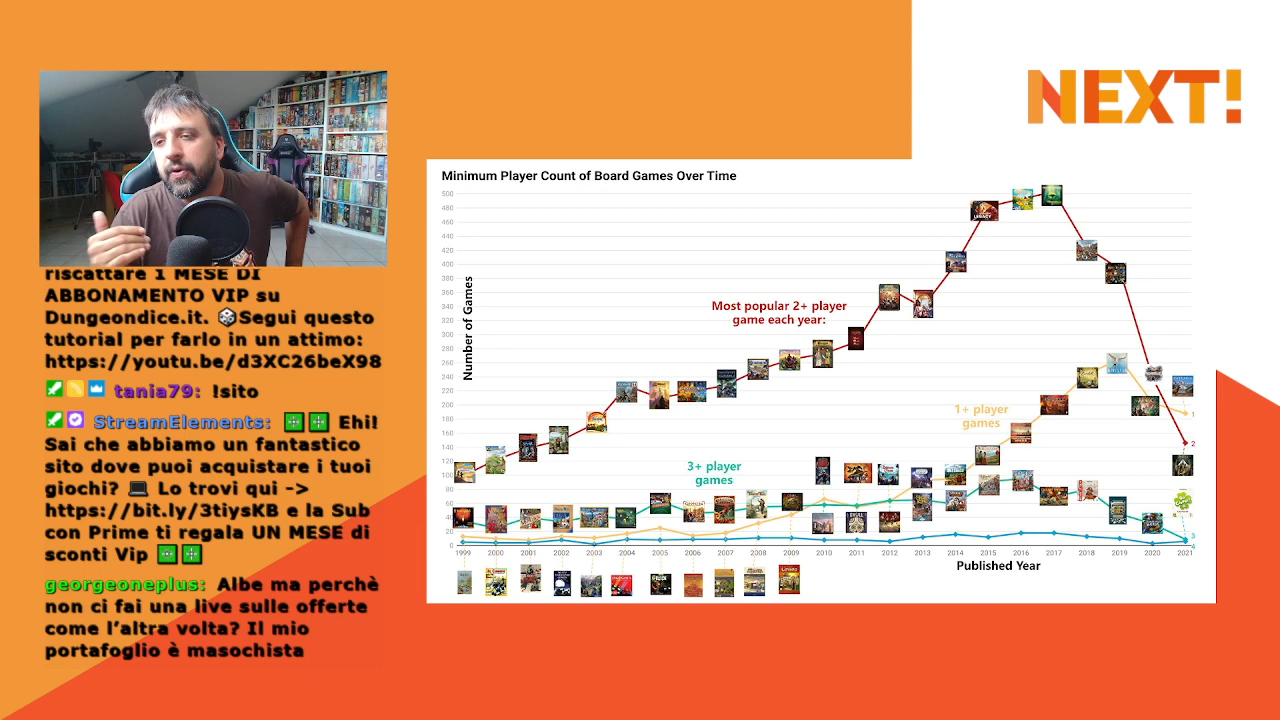 NEXT!
riscattare 1 MESE DI
ABBONAMENTO VIP su
Dungeondice.it. 🎲Segui questo
tutorial per farlo in un attimo:
https://youtu.be/d3XC26beX98
tania79: !sito
StreamElements: Ehi!
Sai che abbiamo un fantastico
sito dove puoi acquistare i tuoi
giochi? 💻 Lo trovi qui ->
https://bit.ly/3tiysKB e la Sub
con Prime ti regala UN MESE di
sconti Vip
georgeoneplus: Albe ma perchè
non ci fai una live sulle offerte
come l'altra volta? Il mio
portafoglio è masochista
Minimum Player Count of Board Games Over Time
Number of Games
500
480
460
440
420
400
380
360
340
320
300
280
260
240
220
200
180
160
140
120
100
80
60
40
20
0
Most popular 2+ player
game each year:
1+ player
games
3+ player
games
LEGACY
SKULL
1
2
3
4
1999 2000 2001 2002 2003 2004 2005 2006 2007 2008 2009 2010 2011 2012 2013 2014 2015 2016 2017 2018 2019 2020 2021
Published Year